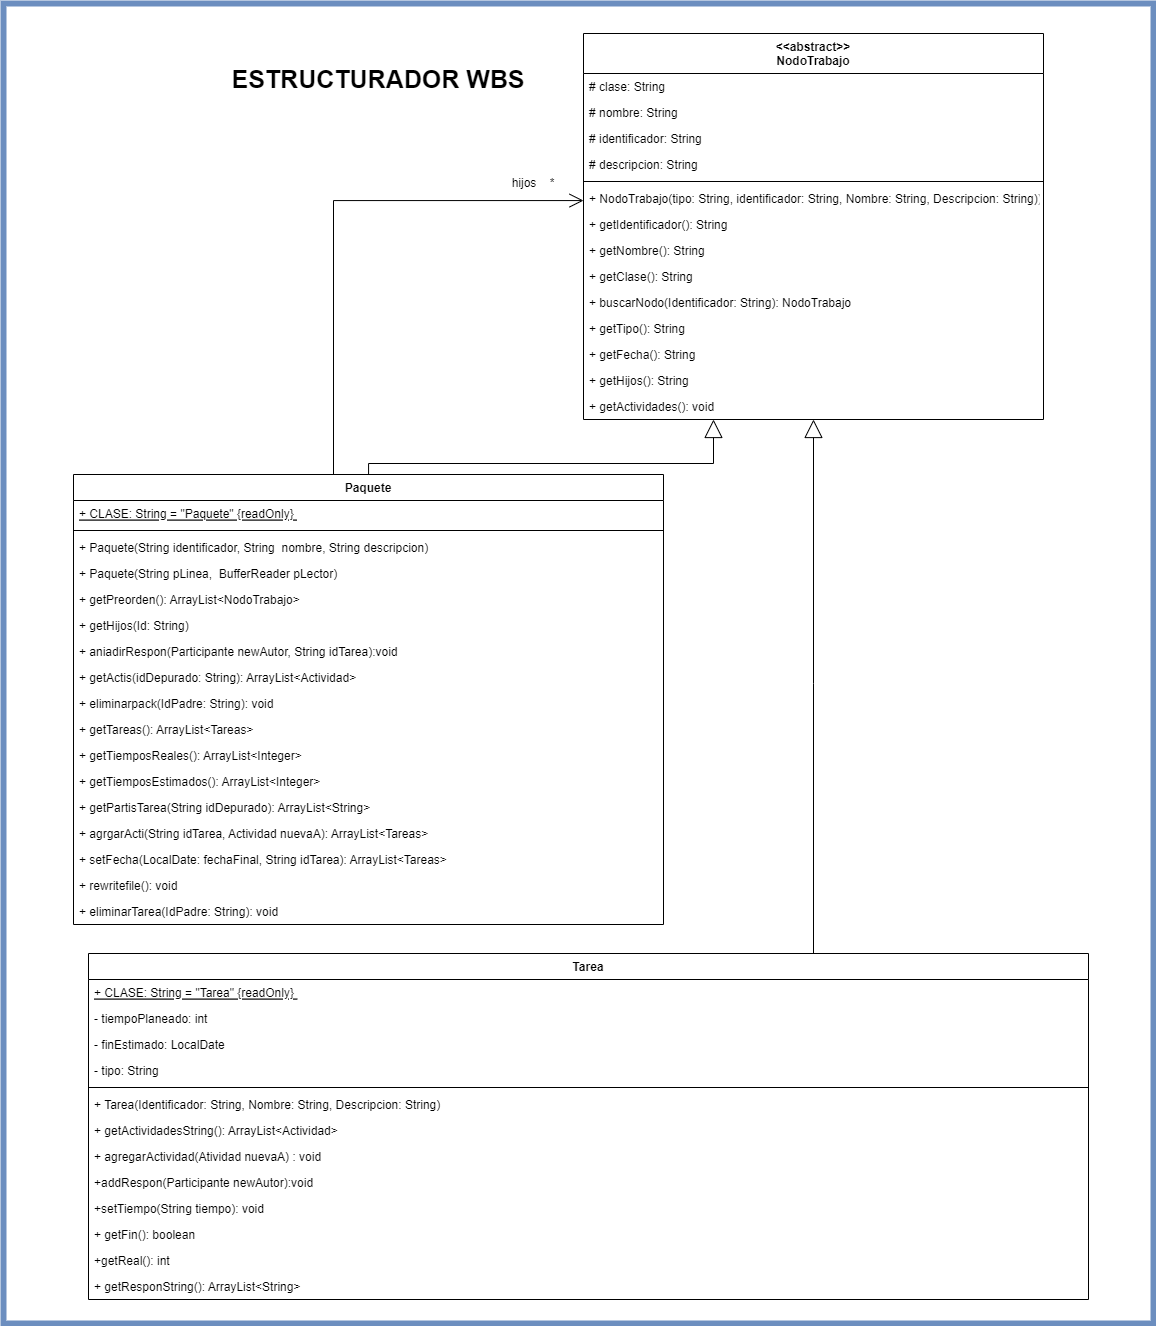 ESTRUCTURADOR WBS
<<abstract>>
NodoTrabajo
# clase: String
# nombre: String
# identificador: String
# descripcion: String
hijos *
+ NodoTrabajo(tipo: String, identificador: String, Nombre: String, Descripcion: String))
+ getIdentificador(): String
+ getNombre(): String
+ getClase(): String
+ buscarNodo(Identificador: String): NodoTrabajo
+ getTipo(): String
+ getFecha(): String
+ getHijos(): String
+ getActividades(): void
Paquete
+ CLASE: String = "Paquete" {readOnly}
+ Paquete(String identificador, String nombre, String descripcion)
+ Paquete(String pLinea, BufferReader pLector)
+ getPreorden(): ArrayList<NodoTrabajo>
+ getHijos(Id: String)
+ aniadirRespon(Participante newAutor, String idTarea):void
+ getActis(idDepurado: String): ArrayList<Actividad>
+ eliminarpack(IdPadre: String): void
+ getTareas(): ArrayList<Tareas>
+ getTiemposReales(): ArrayList<Integer>
+ getTiemposEstimados(): ArrayList<Integer>
+ getPartisTarea(String idDepurado): ArrayList<String>
+ agrgarActi(String idTarea, Actividad nuevaA): ArrayList<Tareas>
+ setFecha(LocalDate: fechaFinal, String idTarea): ArrayList<Tareas>
+ rewritefile(): void
+ eliminarTarea(IdPadre: String): void
Tarea
+ CLASE: String = "Tarea" {readOnly}
- tiempoPlaneado: int
- finEstimado: LocalDate
- tipo: String
+ Tarea(Identificador: String, Nombre: String, Descripcion: String)
+ getActividadesString(): ArrayList<Actividad>
+ agregarActividad(Atividad nuevaA) : void
+addRespon(Participante newAutor):void
+setTiempo(String tiempo): void
+ getFin(): boolean
+getReal(): int
+ getResponString(): ArrayList<String>